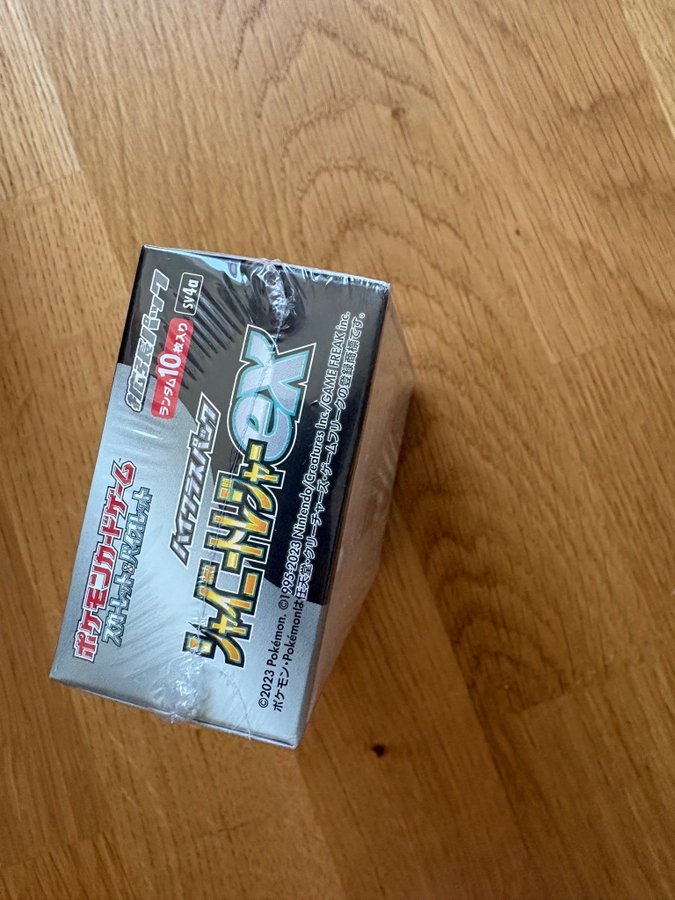 ポケモンカードゲーム
スカーレット&バイオレット
拡張パック
ランダム10枚入り
SV4a
ハイクラスパック
シャイニートレジャーex
©2023 Pokémon. ©1995-2023 Nintendo/Creatures Inc./GAME FREAK inc.
ポケモン・Pokémonは任天堂・クリーチャーズ・ゲームフリークの登録商標です。